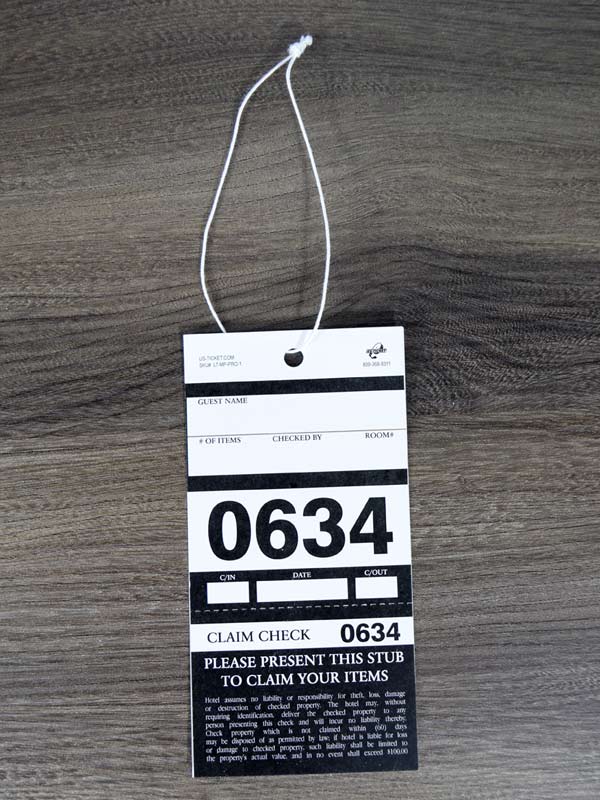 US-TICKET.COM
SKU# LT-MP-PRO-1
GUEST NAME
# OF ITEMS CHECKED BY ROOM#
0634
C/IN DATE C/OUT
CLAIM CHECK 0634
PLEASE PRESENT THIS STUB
TO CLAIM YOUR ITEMS
Hotel assumes no liability or responsibility for theft, loss, damage
or destruction of checked property. The hotel may, without
requiring identification, deliver the checked property to any
person presenting this check and will incur no liability thereby.
Check property which is not claimed within (60) days
may be disposed of as permitted by law; if hotel is liable for loss
or damage to checked property, such liability shall be limited to
the property's actual value, and in no event shall exceed $100.00